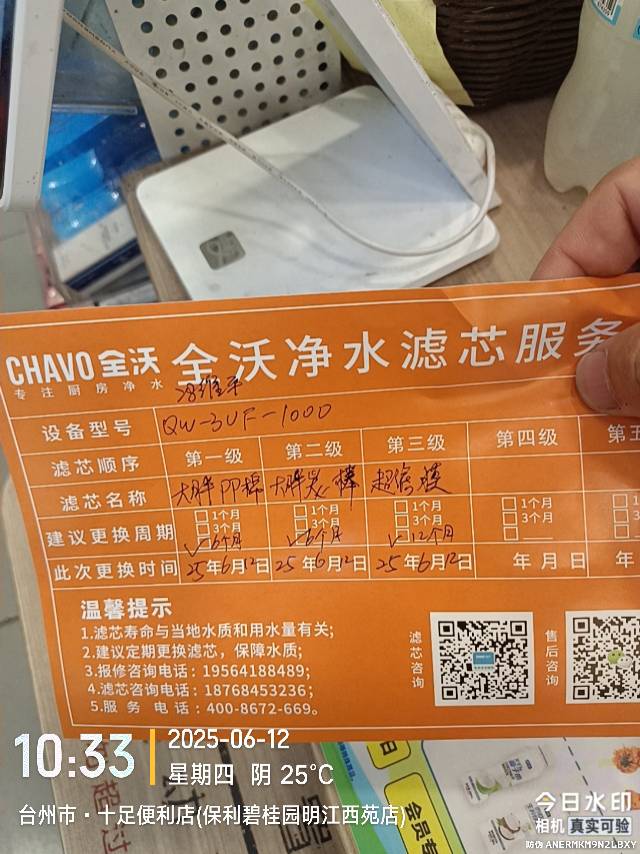 CHAVO 全沃 全沃净水滤芯服务
专注厨房净水
设备型号 QW-3UF-1000
滤芯顺序 第一级 第二级 第三级 第四级 第五
滤芯名称 大胖PP棉 大胖炭棒 超滤膜
建议更换周期 1个月 1个月 1个月 1个月
3个月 3个月 3个月 3个月
6个月 6个月 12个月
此次更换时间 25年6月12日 25年6月12日 25年6月12日 年 月 日 年
温馨提示
1.滤芯寿命与当地水质和用水量有关;
2.建议定期更换滤芯，保障水质;
3.报修咨询电话: 19564188489;
4.滤芯咨询电话: 18768453236;
5.服务电话: 400-8672-669。
滤芯咨询
售后咨询
会员专
10:33 2025-06-12
星期四 阴 25°C
台州市·十足便利店(保利碧桂园明江西苑店)
今日水印
相机 真实可验
防伪 ANERMKM9N2LBXY